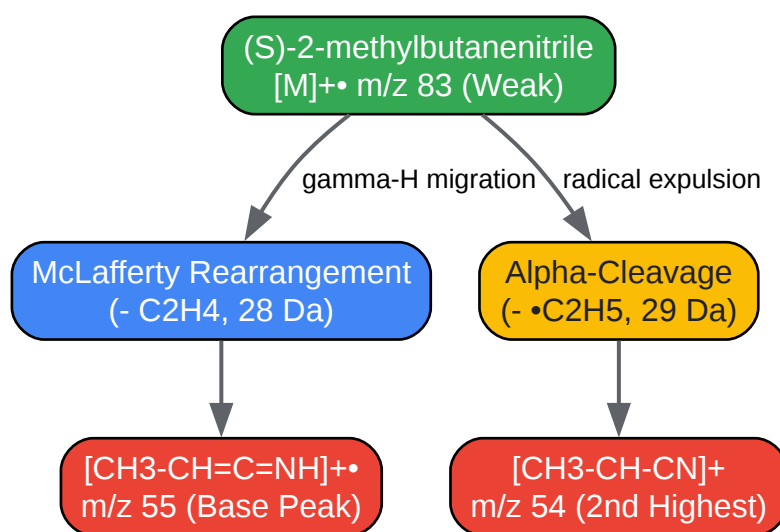 (S)-2-methylbutanenitrile
[M]+• m/z 83 (Weak)
gamma-H migration
radical expulsion
McLafferty Rearrangement
(- C2H4, 28 Da)
Alpha-Cleavage
(- •C2H5, 29 Da)
[CH3-CH=C=NH]+•
m/z 55 (Base Peak)
[CH3-CH-CN]+
m/z 54 (2nd Highest)